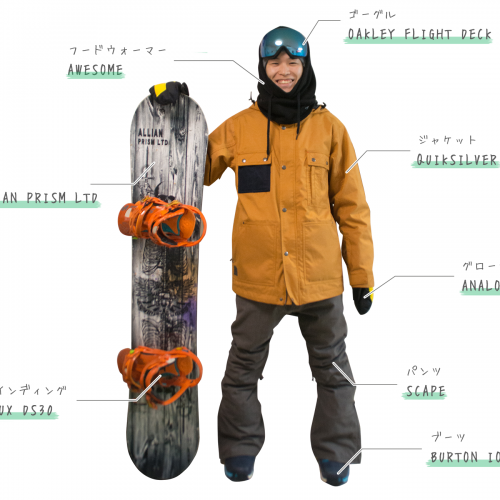 ゴーグル
OAKLEY FLIGHT DECK
フードウォーマー
AWESOME
ALLIAN
PRISM LTD
ジャケット
QUIKSILVER
AN PRISM LTD
グロー
ANALO
パンツ
SCAPE
インディング
UX DS30
ブーツ
BURTON IO